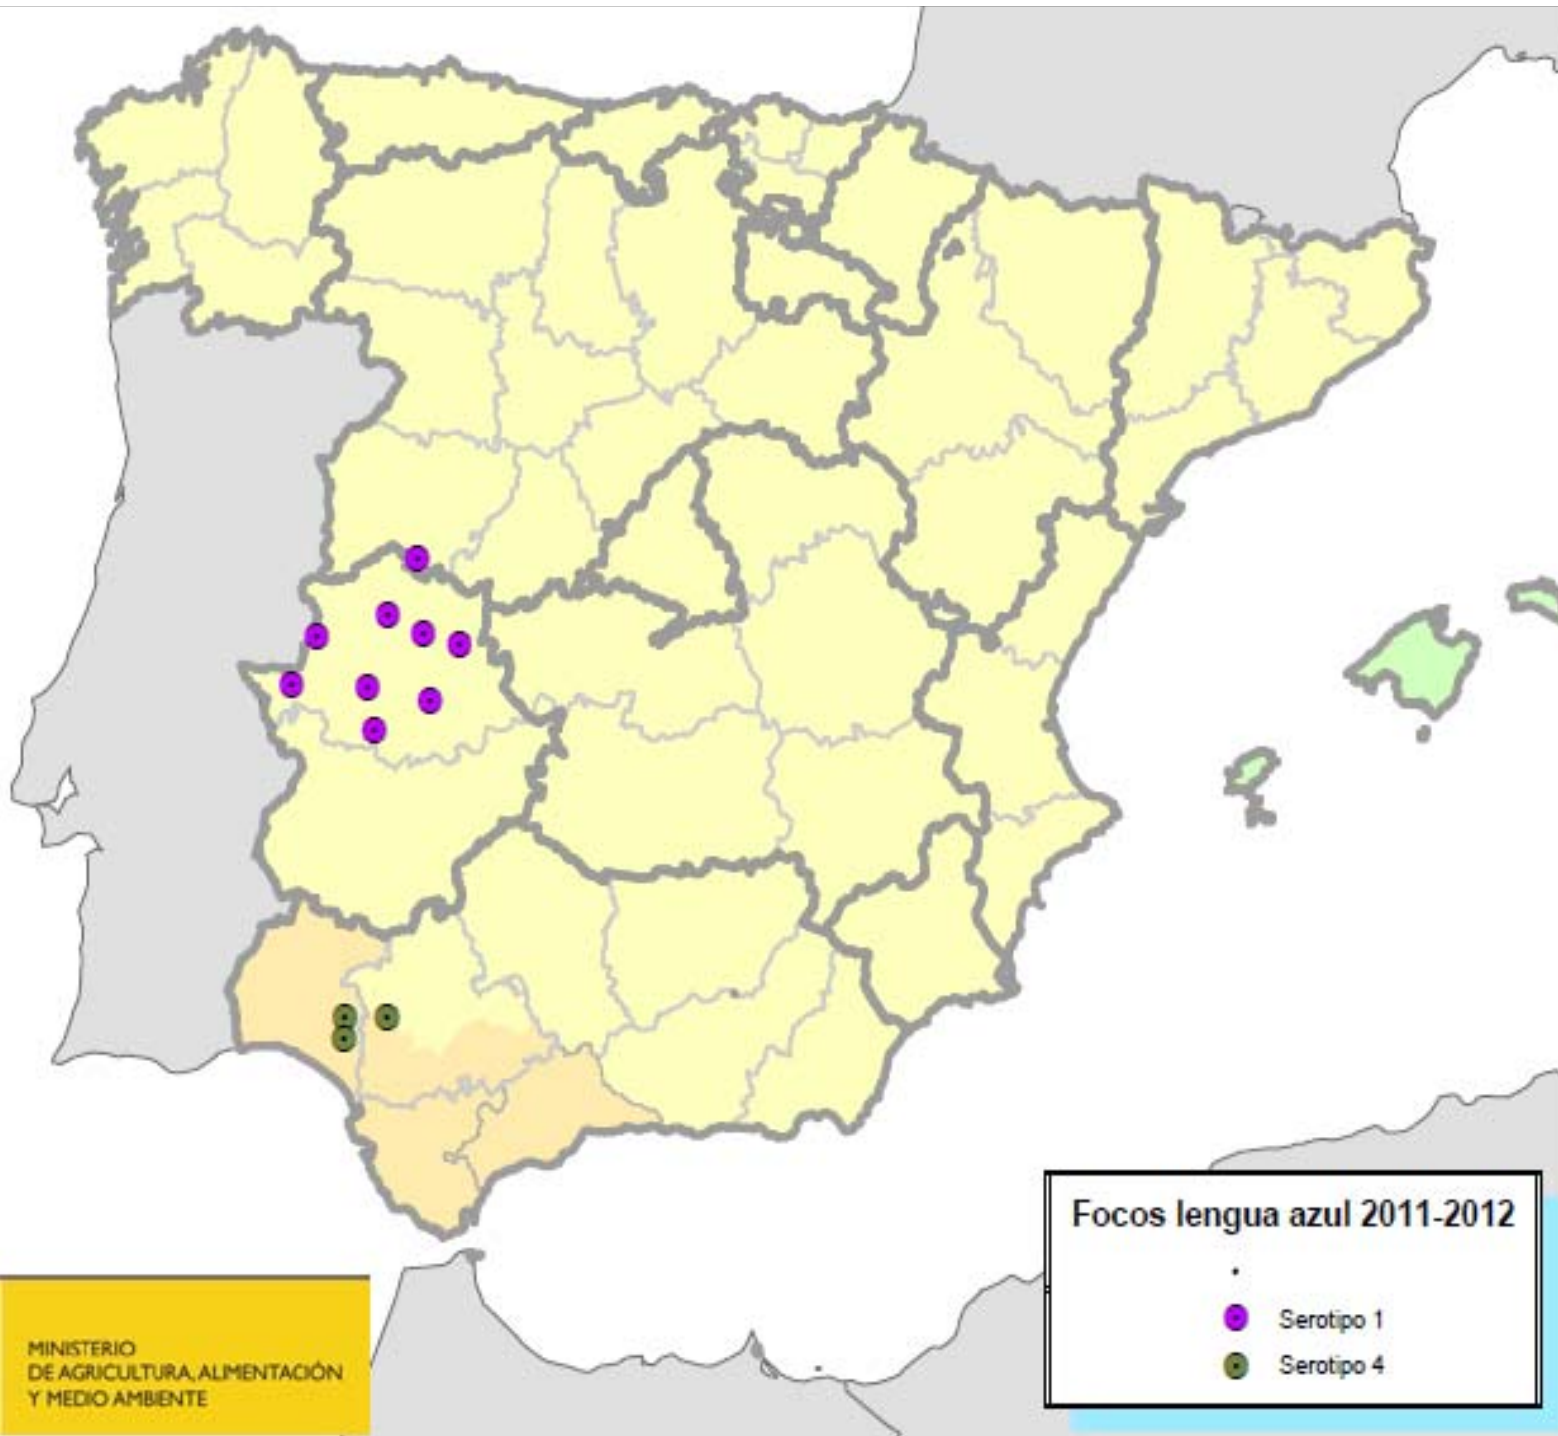 Focos lengua azul 2011-2012
Serotipo 1
Serotipo 4
MINISTERIO
DE AGRICULTURA, ALIMENTACIÓN
Y MEDIO AMBIENTE